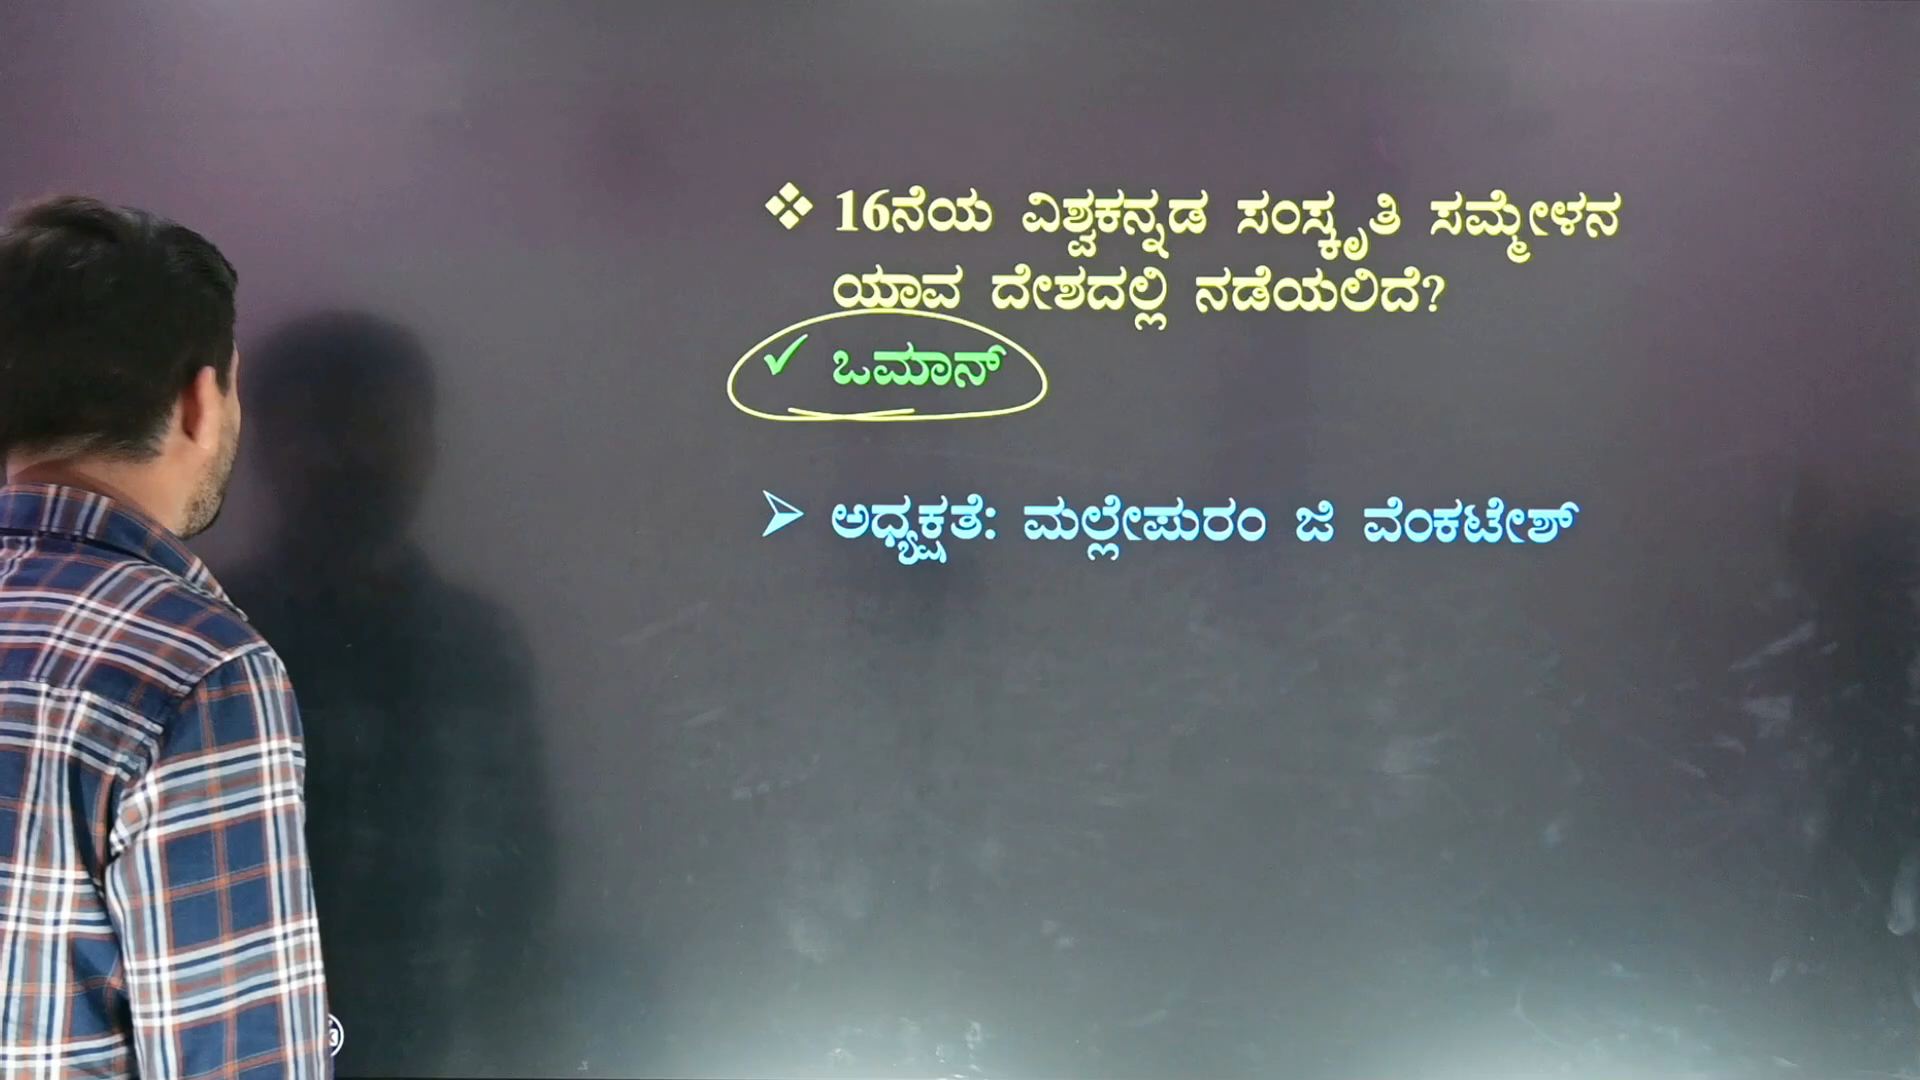 ❖ 16ನೆಯ ವಿಶ್ವಕನ್ನಡ ಸಂಸ್ಕೃತಿ ಸಮ್ಮೇಳನ
ಯಾವ ದೇಶದಲ್ಲಿ ನಡೆಯಲಿದೆ?
✓ ಒಮಾನ್
➢ ಅಧ್ಯಕ್ಷತೆ: ಮಲ್ಲೇಪುರಂ ಜಿ ವೆಂಕಟೇಶ್